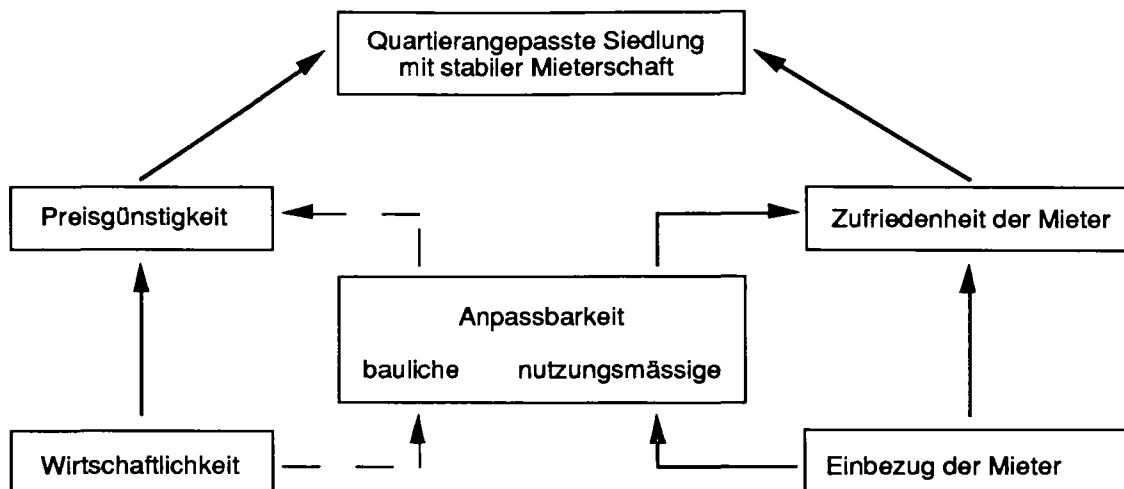 Quartierangepasste Siedlung
mit stabiler Mieterschaft
Preisgünstigkeit
Zufriedenheit der Mieter
Anpassbarkeit
bauliche nutzungsmässige
Wirtschaftlichkeit
Einbezug der Mieter